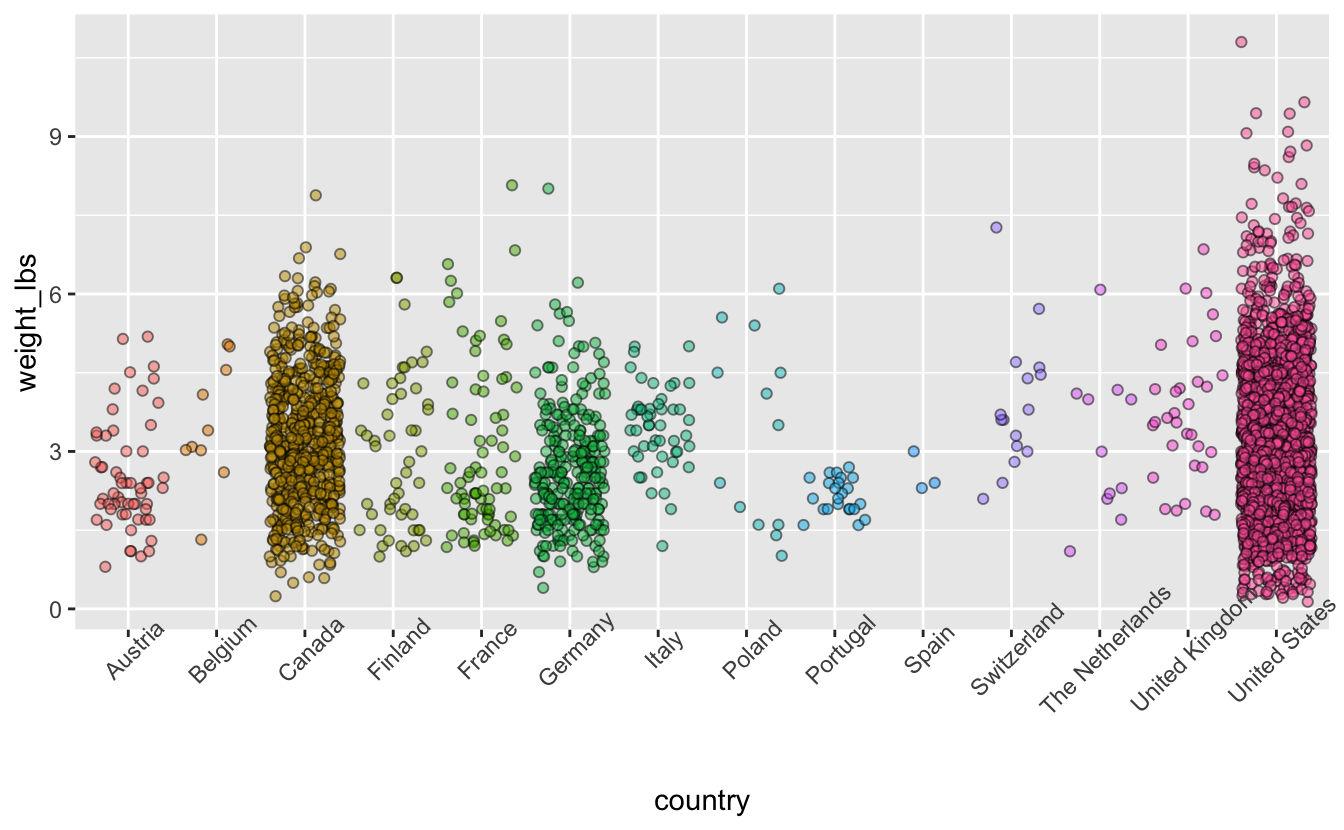 weight_lbs
9
6
3
0
Austria
Belgium
Canada
Finland
France
Germany
Italy
Poland
Portugal
Spain
Switzerland
The Netherlands
United Kingdom
United States
country